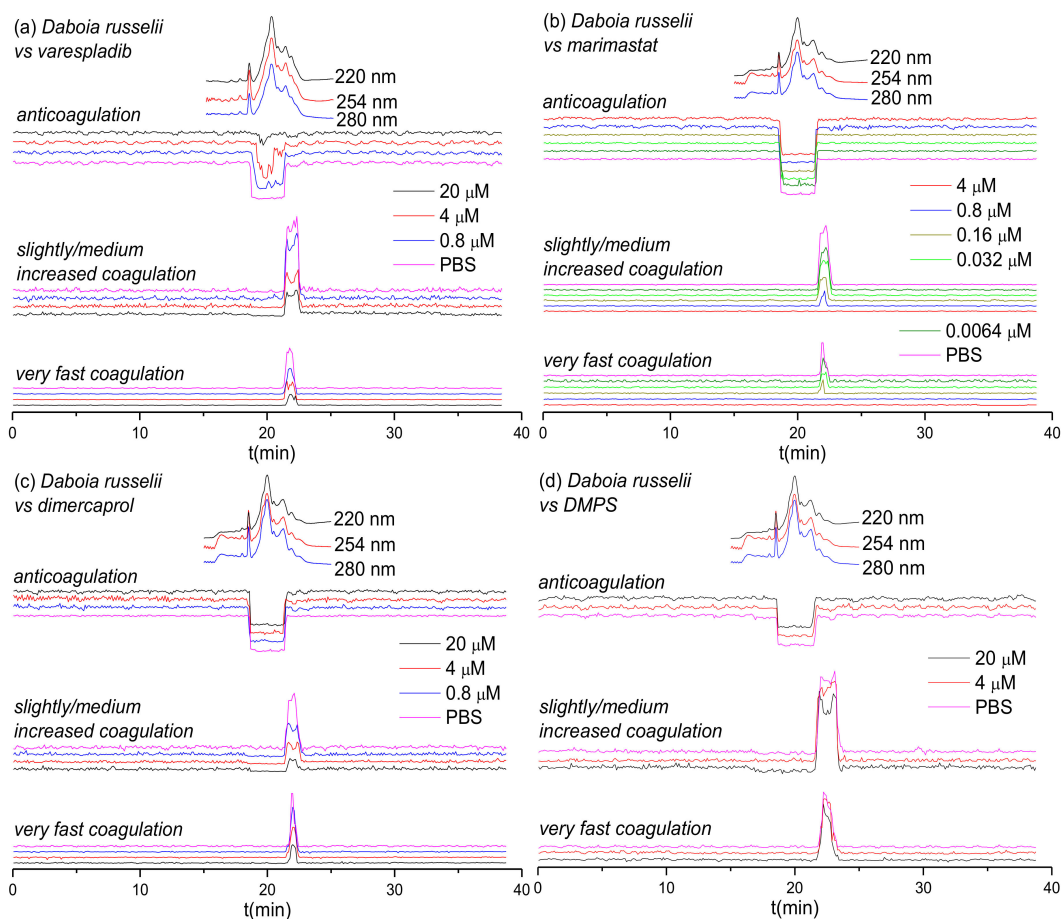 (a) Daboia russelii
vs varespladib
220 nm
254 nm
280 nm
anticoagulation
20 μM
4 μM
0.8 μM
PBS
slightly/medium
increased coagulation
very fast coagulation
0 10 20 30 40
t(min)
(b) Daboia russelii
vs marimastat
220 nm
254 nm
280 nm
anticoagulation
4 μM
0.8 μM
0.16 μM
0.032 μM
slightly/medium
increased coagulation
0.0064 μM
PBS
very fast coagulation
0 10 20 30 40
t(min)
(c) Daboia russelii
vs dimercaprol
220 nm
254 nm
280 nm
anticoagulation
20 μM
4 μM
0.8 μM
PBS
slightly/medium
increased coagulation
very fast coagulation
0 10 20 30 40
t(min)
(d) Daboia russelii
vs DMPS
220 nm
254 nm
280 nm
anticoagulation
20 μM
4 μM
PBS
slightly/medium
increased coagulation
very fast coagulation
0 10 20 30 40
t(min)